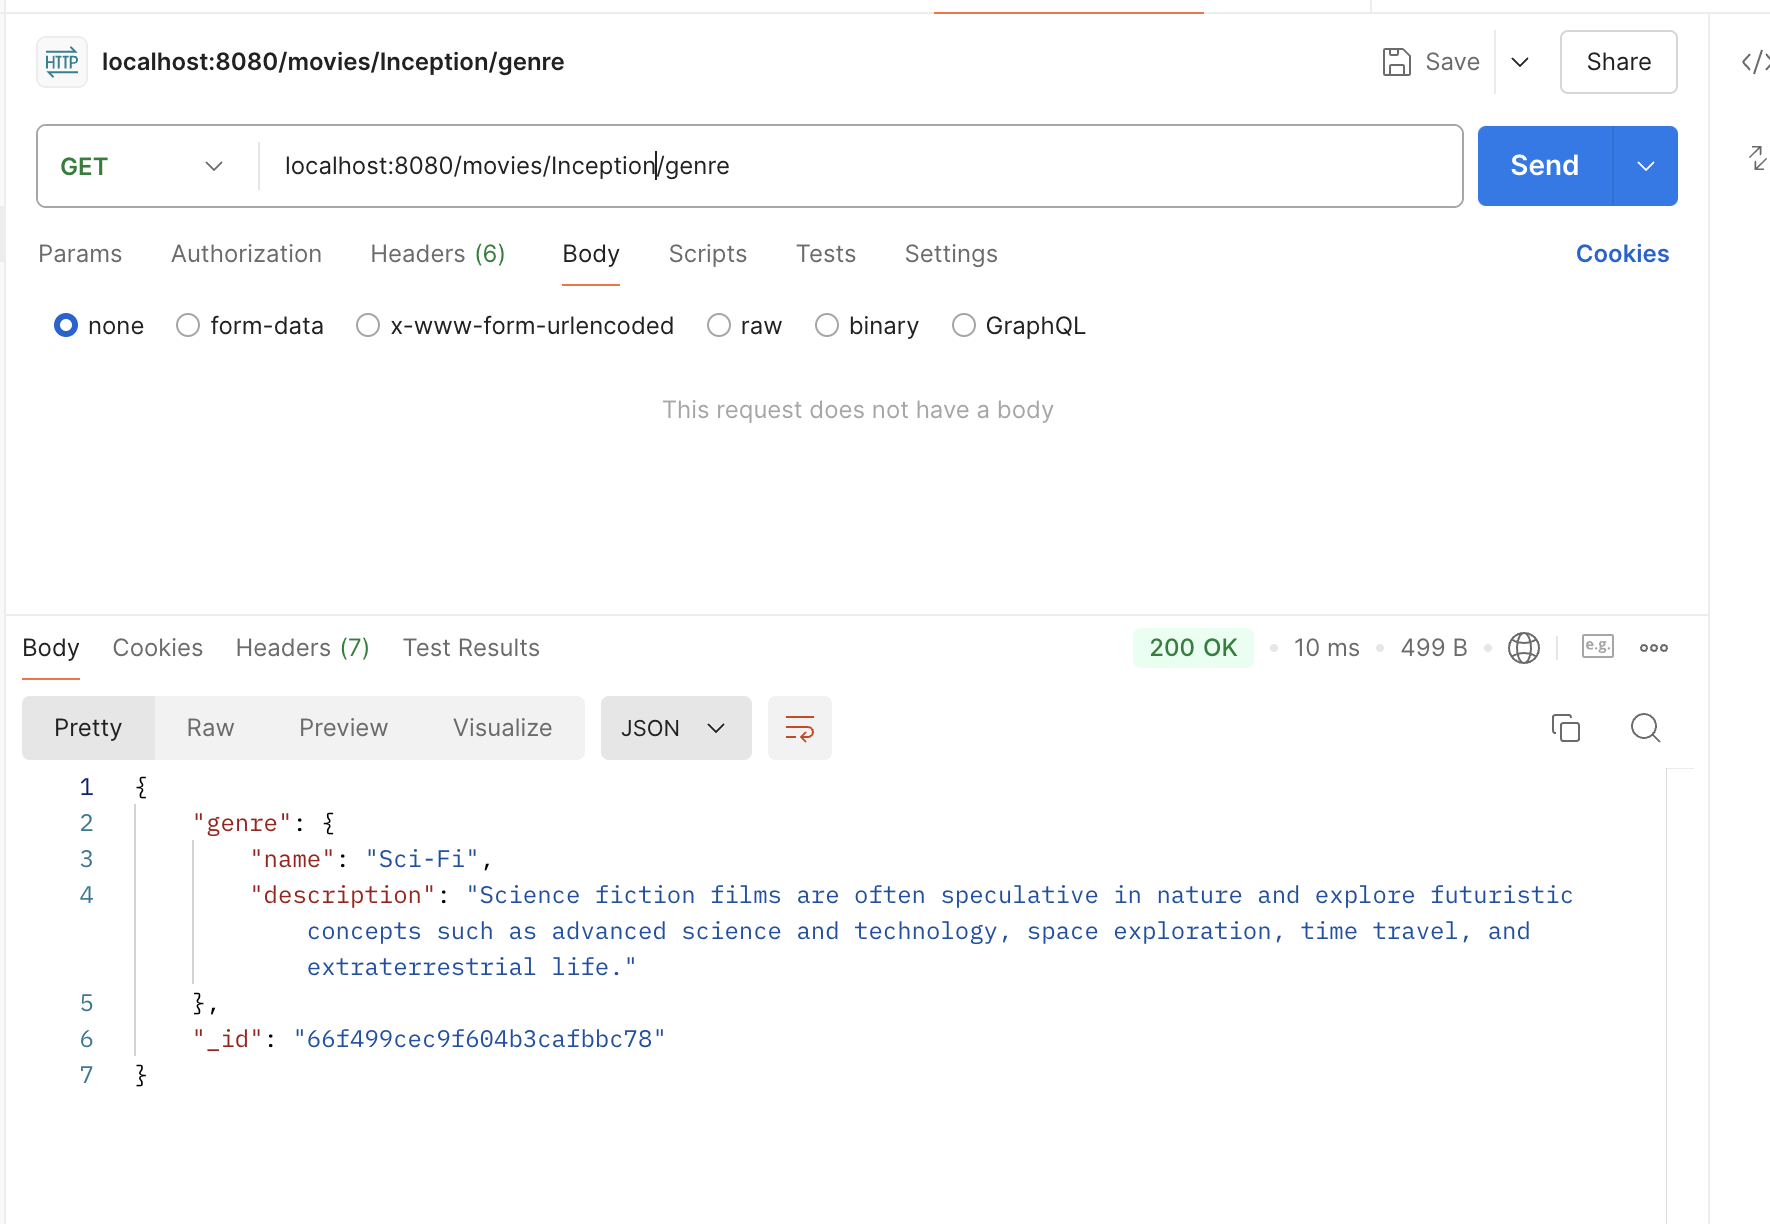 HTTP localhost:8080/movies/Inception/genre Save Share
GET localhost:8080/movies/Inception/genre Send
Params Authorization Headers (6) Body Scripts Tests Settings Cookies
none form-data x-www-form-urlencoded raw binary GraphQL
This request does not have a body
Body Cookies Headers (7) Test Results 200 OK • 10 ms • 499 B • e.g.
Pretty Raw Preview Visualize JSON
1 {
2 "genre": {
3 "name": "Sci-Fi",
4 "description": "Science fiction films are often speculative in nature and explore futuristic
concepts such as advanced science and technology, space exploration, time travel, and
extraterrestrial life."
5 },
6 "_id": "66f499cec9f604b3cafbbc78"
7 }